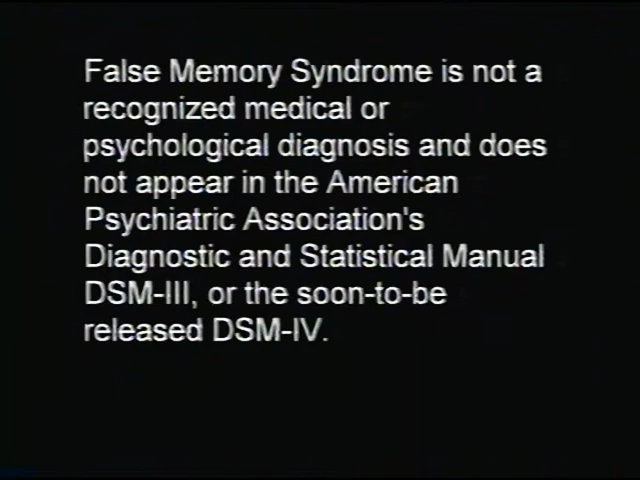 False Memory Syndrome is not a
recognized medical or
psychological diagnosis and does
not appear in the American
Psychiatric Association's
Diagnostic and Statistical Manual
DSM-III, or the soon-to-be
released DSM-IV.